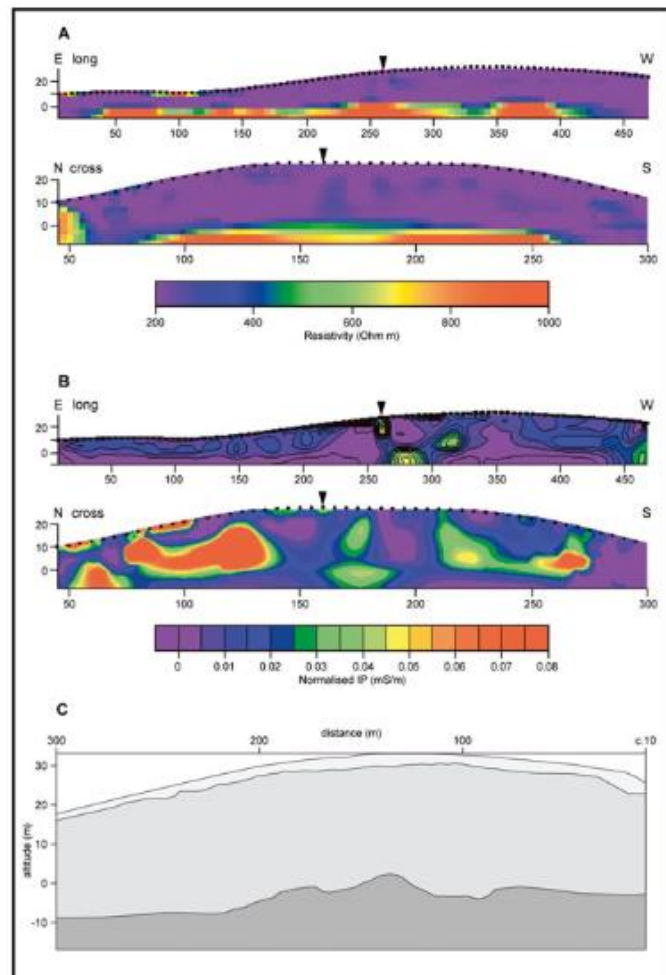 A
E long W
20
0
50 100 150 200 250 300 350 400 450
N cross S
20
10
0
50 100 150 200 250 300
200 400 600 800 1000
Resistivity (Ohm m)
B
E long W
20
0
50 100 150 200 250 300 350 400 450
N cross S
20
10
0
50 100 150 200 250 300
0 0.01 0.02 0.03 0.04 0.05 0.06 0.07 0.08
Normalised IP (mS/m)
C
distance (m)
300 200 100 c.10
altitude (m)
30
20
10
0
-10